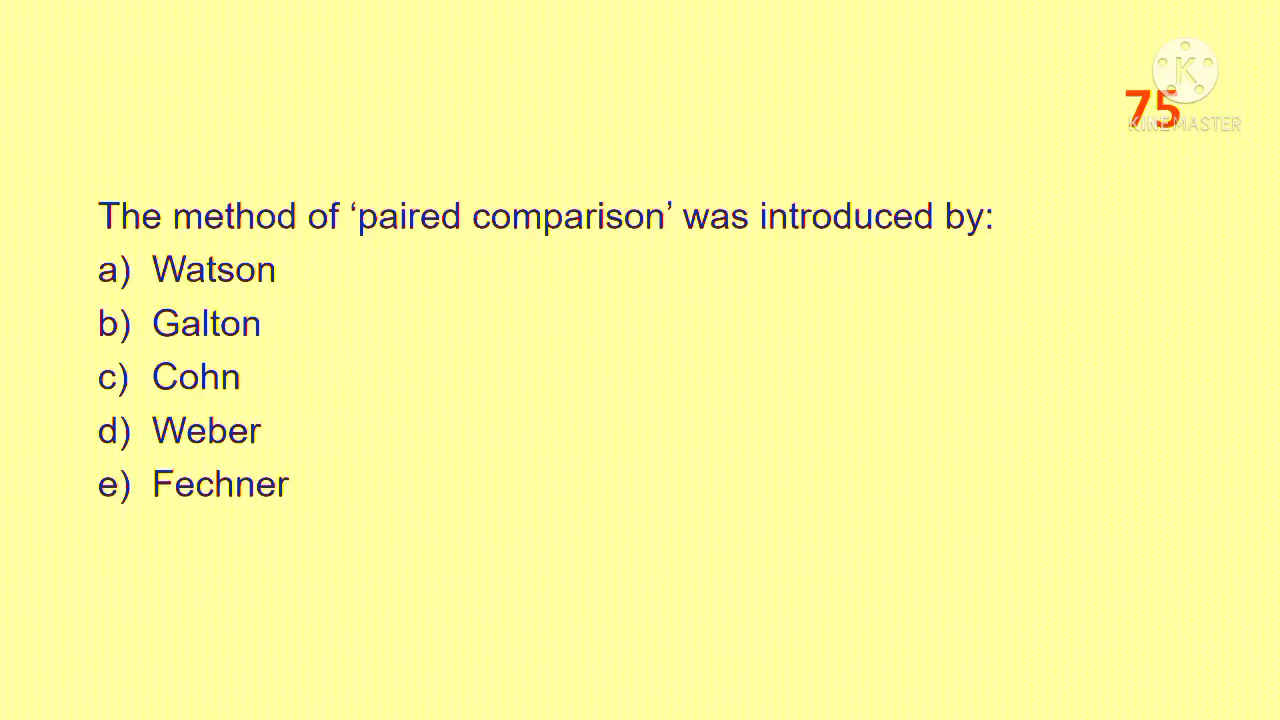 75
K
KINEMASTER
The method of ‘paired comparison’ was introduced by:
a) Watson
b) Galton
c) Cohn
d) Weber
e) Fechner